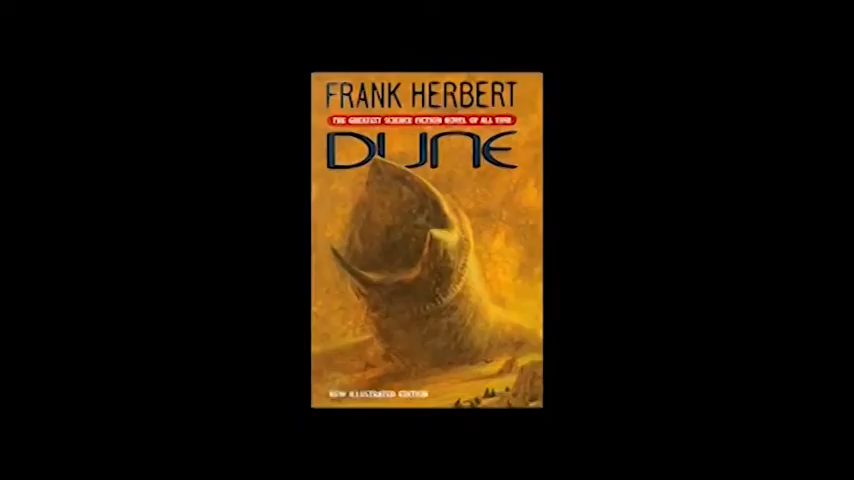 FRANK HERBERT
THE GREATEST SCIENCE FICTION NOVEL OF ALL TIME
DUNE
NEW ILLUSTRATED EDITION